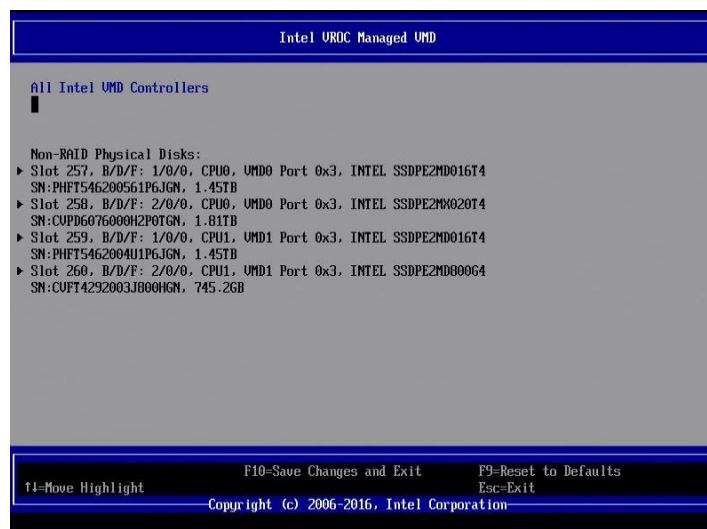 Intel VROC Managed VMD
All Intel VMD Controllers
Non-RAID Physical Disks:
▶ Slot 257, B/D/F: 1/0/0, CPU0, VMD0 Port 0x3, INTEL SSDPE2MD016T4
SN:PHFT546200561P6JGN, 1.45TB
▶ Slot 258, B/D/F: 2/0/0, CPU0, VMD0 Port 0x3, INTEL SSDPE2MX020T4
SN:CVPD6076000H2P0TGN, 1.81TB
▶ Slot 259, B/D/F: 1/0/0, CPU1, VMD1 Port 0x3, INTEL SSDPE2MD016T4
SN:PHFT5462004U1P6JGN, 1.45TB
▶ Slot 260, B/D/F: 2/0/0, CPU1, VMD1 Port 0x3, INTEL SSDPE2MD800G4
SN:CVFT4292003J800HGN, 745.2GB
F10=Save Changes and Exit F9=Reset to Defaults
↑↓=Move Highlight Esc=Exit
Copyright (c) 2006-2016, Intel Corporation